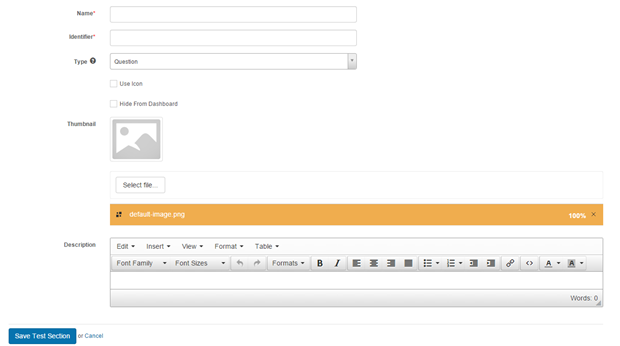 Name*
Identifier*
Type ?
Question
Use Icon
Hide From Dashboard
Thumbnail
Select file...
default-image.png 100% ×
Description
Edit Insert View Format Table
Font Family Font Sizes Formats B I A A
Words: 0
Save Test Section or Cancel